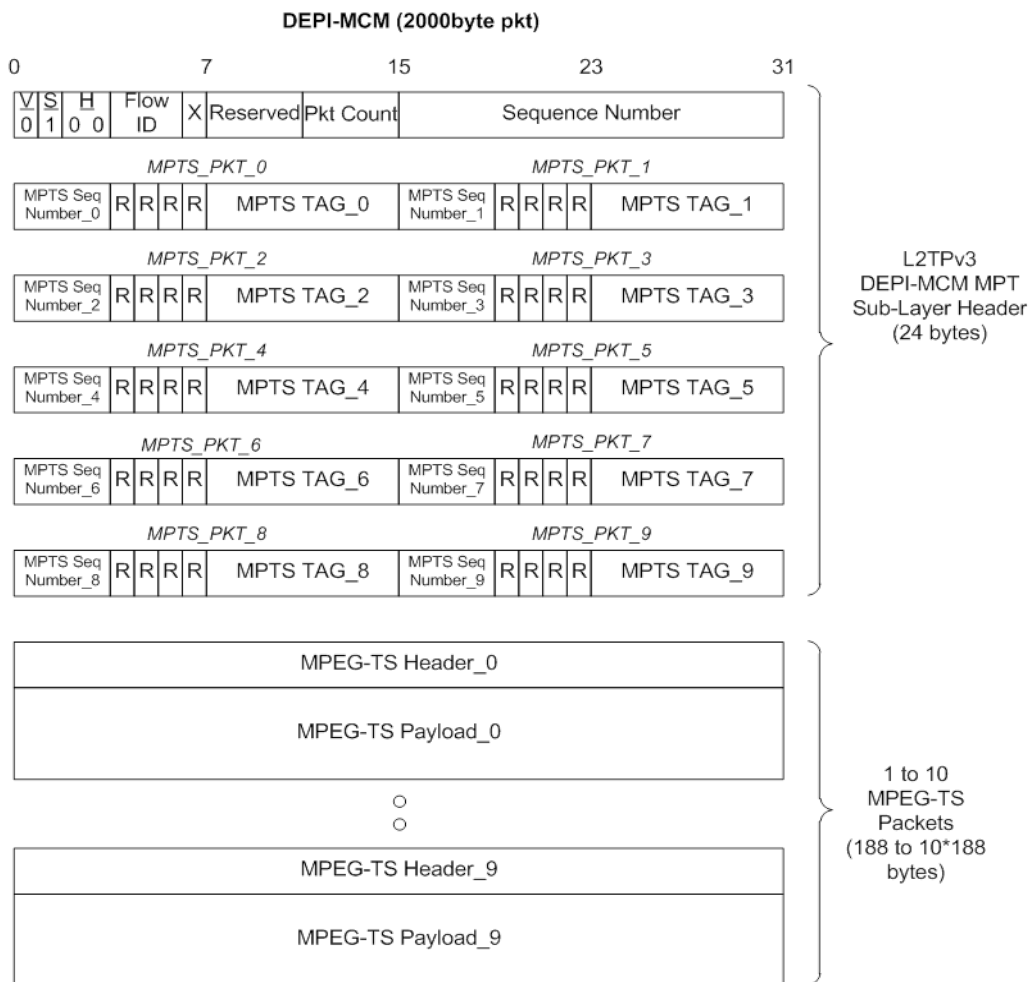 DEPI-MCM (2000byte pkt)
0 7 15 23 31
V S H Flow ID X Reserved Pkt Count Sequence Number
0 1 0 0
MPTS_PKT_0 MPTS_PKT_1
MPTS Seq Number_0 R R R R MPTS TAG_0 MPTS Seq Number_1 R R R R MPTS TAG_1
MPTS_PKT_2 MPTS_PKT_3
MPTS Seq Number_2 R R R R MPTS TAG_2 MPTS Seq Number_3 R R R R MPTS TAG_3
MPTS_PKT_4 MPTS_PKT_5
MPTS Seq Number_4 R R R R MPTS TAG_4 MPTS Seq Number_5 R R R R MPTS TAG_5
MPTS_PKT_6 MPTS_PKT_7
MPTS Seq Number_6 R R R R MPTS TAG_6 MPTS Seq Number_7 R R R R MPTS TAG_7
MPTS_PKT_8 MPTS_PKT_9
MPTS Seq Number_8 R R R R MPTS TAG_8 MPTS Seq Number_9 R R R R MPTS TAG_9
L2TPv3
DEPI-MCM MPT
Sub-Layer Header
(24 bytes)
MPEG-TS Header_0
MPEG-TS Payload_0
MPEG-TS Header_9
MPEG-TS Payload_9
1 to 10
MPEG-TS
Packets
(188 to 10*188
bytes)